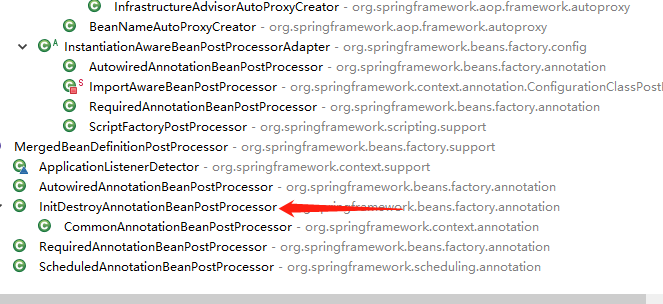 InfrastructureAdvisorAutoProxyCreator - org.springframework.aop.framework.autoproxy
BeanNameAutoProxyCreator - org.springframework.aop.framework.autoproxy
InstantiationAwareBeanPostProcessorAdapter - org.springframework.beans.factory.config
AutowiredAnnotationBeanPostProcessor - org.springframework.beans.factory.annotation
ImportAwareBeanPostProcessor - org.springframework.context.annotation.ConfigurationClassPostl
RequiredAnnotationBeanPostProcessor - org.springframework.beans.factory.annotation
ScriptFactoryPostProcessor - org.springframework.scripting.support
MergedBeanDefinitionPostProcessor - org.springframework.beans.factory.support
ApplicationListenerDetector - org.springframework.context.support
AutowiredAnnotationBeanPostProcessor - org.springframework.beans.factory.annotation
InitDestroyAnnotationBeanPostProcessor - org.springframework.beans.factory.annotation
CommonAnnotationBeanPostProcessor - org.springframework.context.annotation
RequiredAnnotationBeanPostProcessor - org.springframework.beans.factory.annotation
ScheduledAnnotationBeanPostProcessor - org.springframework.scheduling.annotation